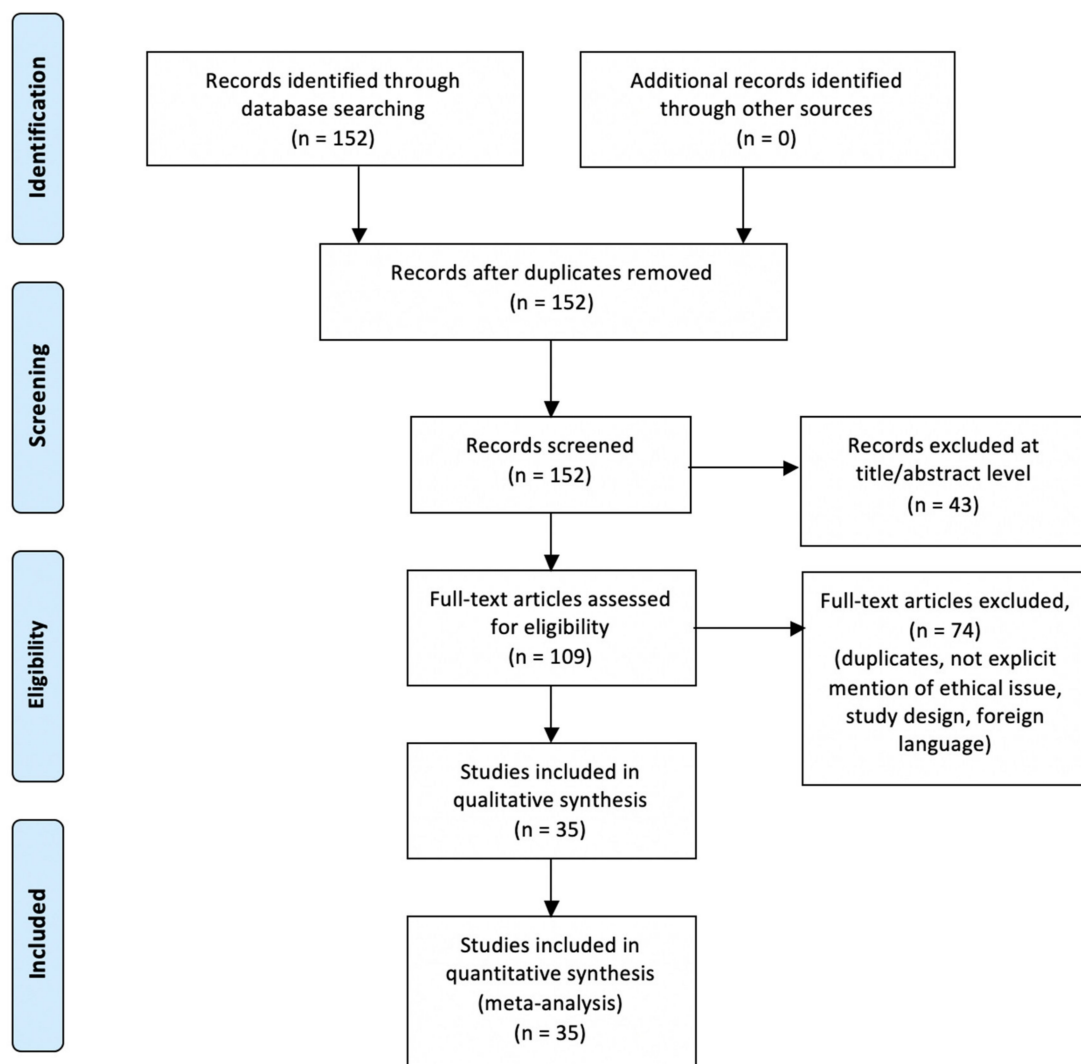 Identification
Records identified through
database searching
(n = 152)
Additional records identified
through other sources
(n = 0)
Records after duplicates removed
(n = 152)
Screening
Records screened
(n = 152)
Records excluded at
title/abstract level
(n = 43)
Eligibility
Full-text articles assessed
for eligibility
(n = 109)
Full-text articles excluded,
(n = 74)
(duplicates, not explicit
mention of ethical issue,
study design, foreign
language)
Studies included in
qualitative synthesis
(n = 35)
Included
Studies included in
quantitative synthesis
(meta-analysis)
(n = 35)